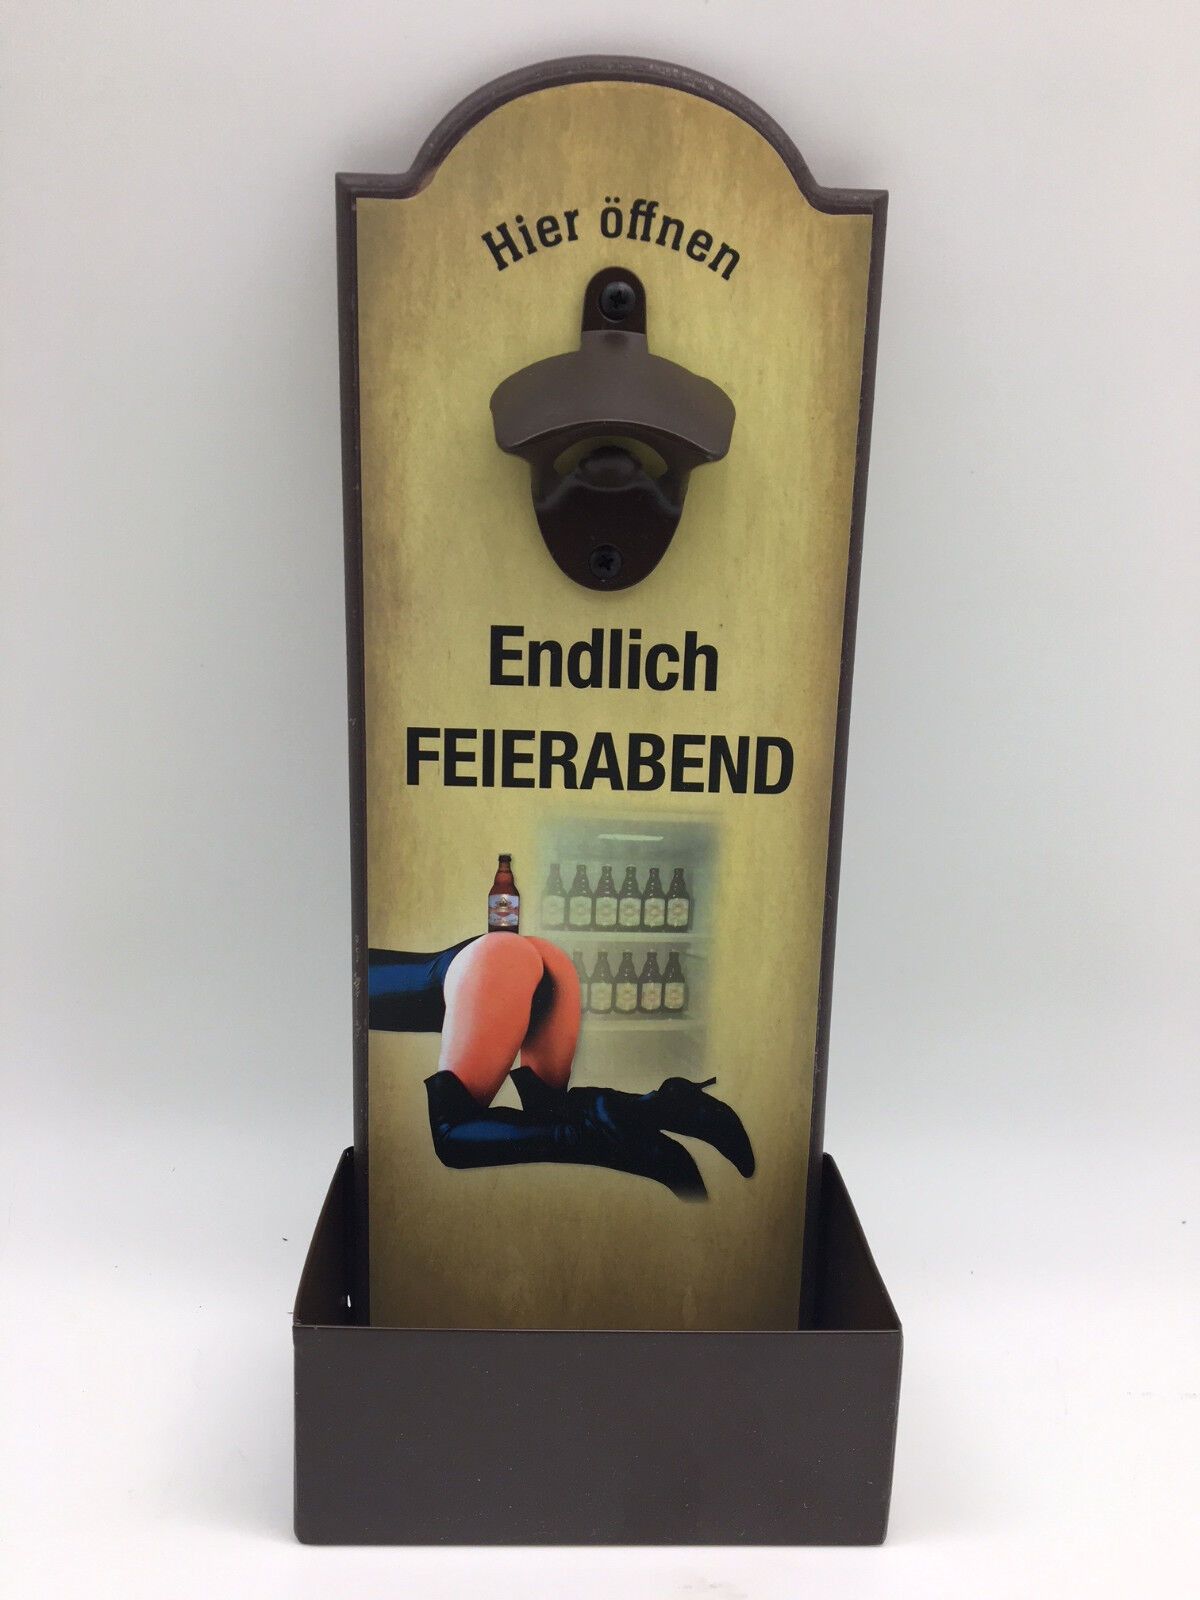 Hier öffnen
Endlich
FEIERABEND